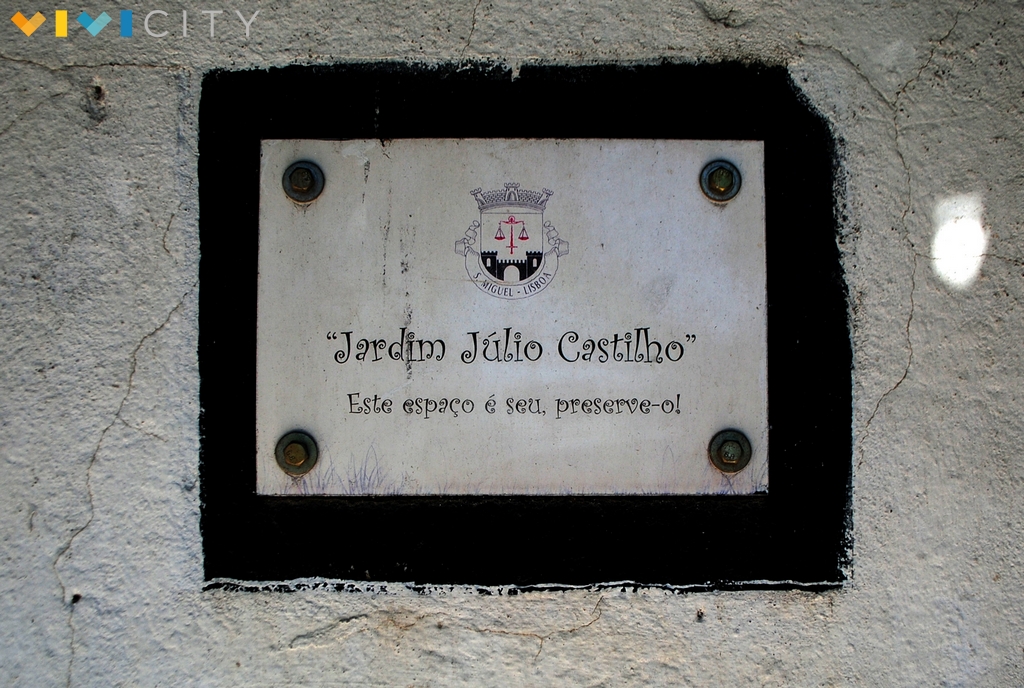 VIVICITY
S. MIGUEL - LISBOA
“Jardim Júlio Castilho”
Este espaço é seu, preserve-o!